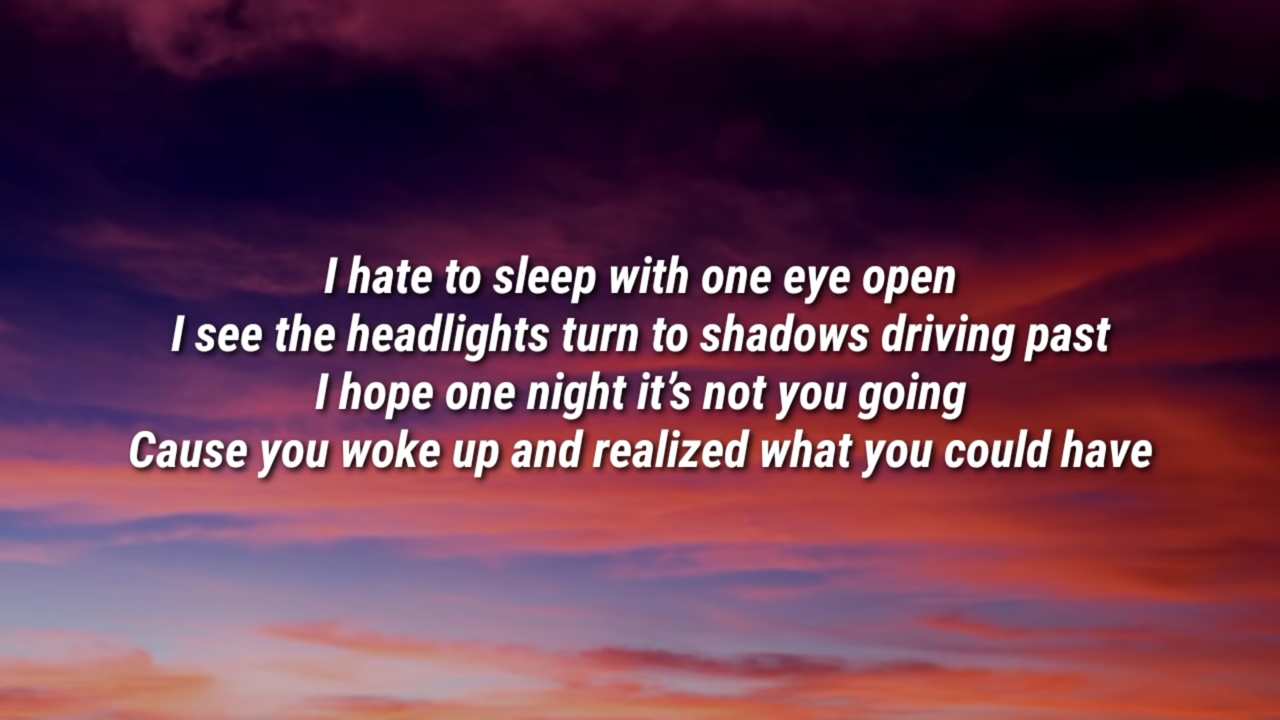 I hate to sleep with one eye open
I see the headlights turn to shadows driving past
I hope one night it’s not you going
Cause you woke up and realized what you could have